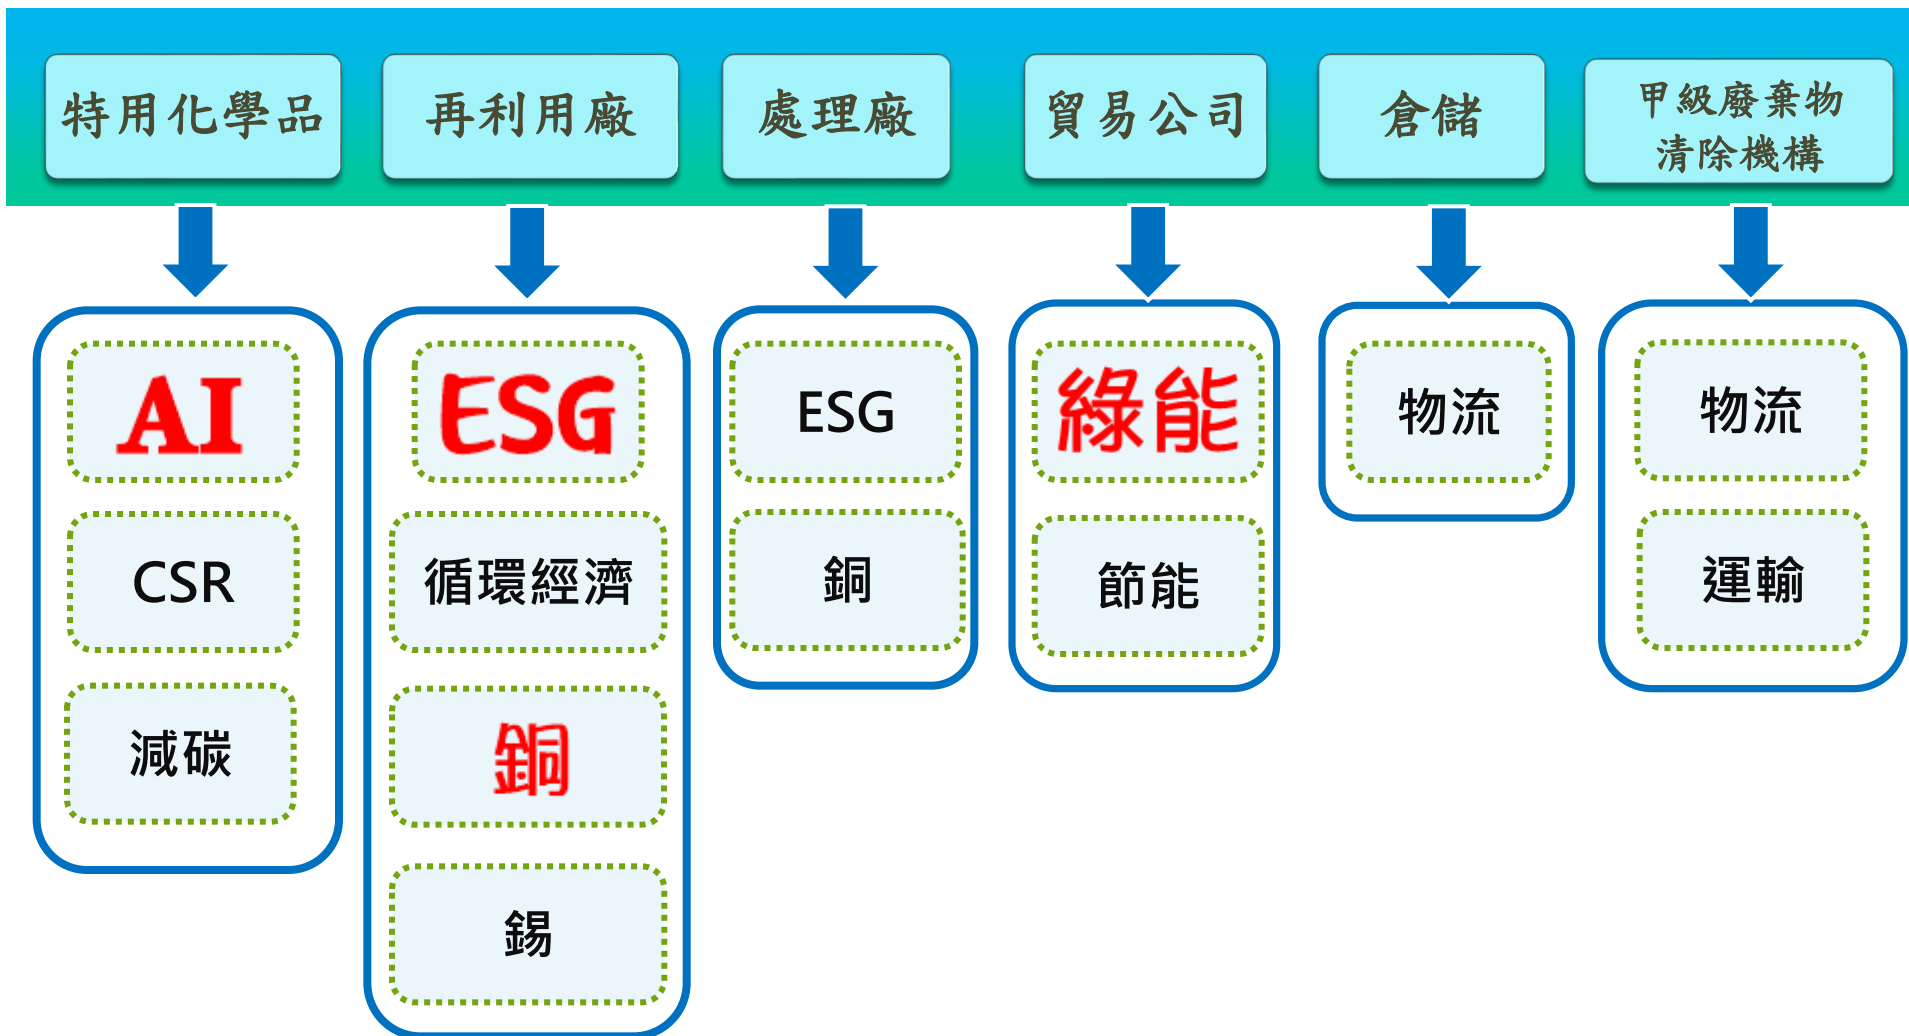 特用化學品
再利用廠
處理廠
貿易公司
倉儲
甲級廢棄物
清除機構
AI
CSR
減碳
ESG
循環經濟
銅
錫
ESG
銅
綠能
節能
物流
物流
運輸